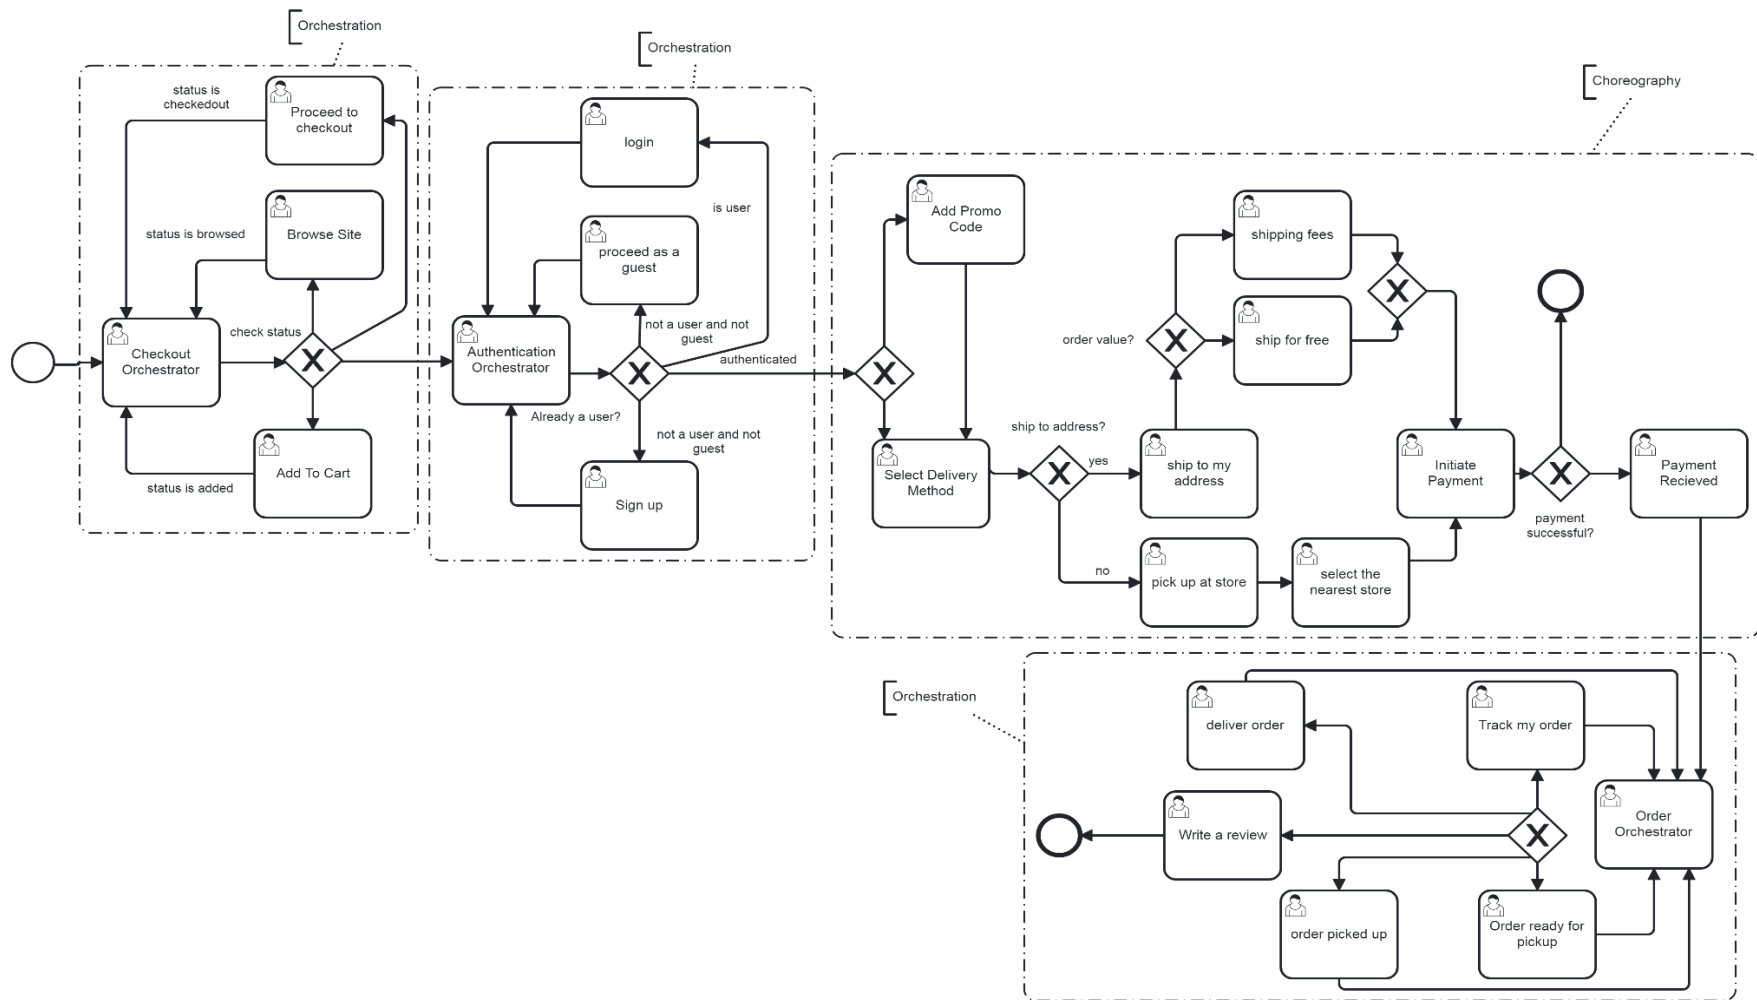 Orchestration
status is
checkedout
Proceed to
checkout
status is browsed
Browse Site
check status
Checkout
Orchestrator
Add To Cart
status is added
Orchestration
login
is user
proceed as a
guest
not a user and not
guest
authenticated
Authentication
Orchestrator
Already a user?
not a user and not
guest
Sign up
Choreography
Add Promo
Code
shipping fees
order value?
ship for free
ship to address?
Select Delivery
Method
yes
ship to my
address
Initiate
Payment
payment
successful?
Payment
Recieved
no
pick up at store
select the
nearest store
Orchestration
deliver order
Track my order
Write a review
Order
Orchestrator
order picked up
Order ready for
pickup